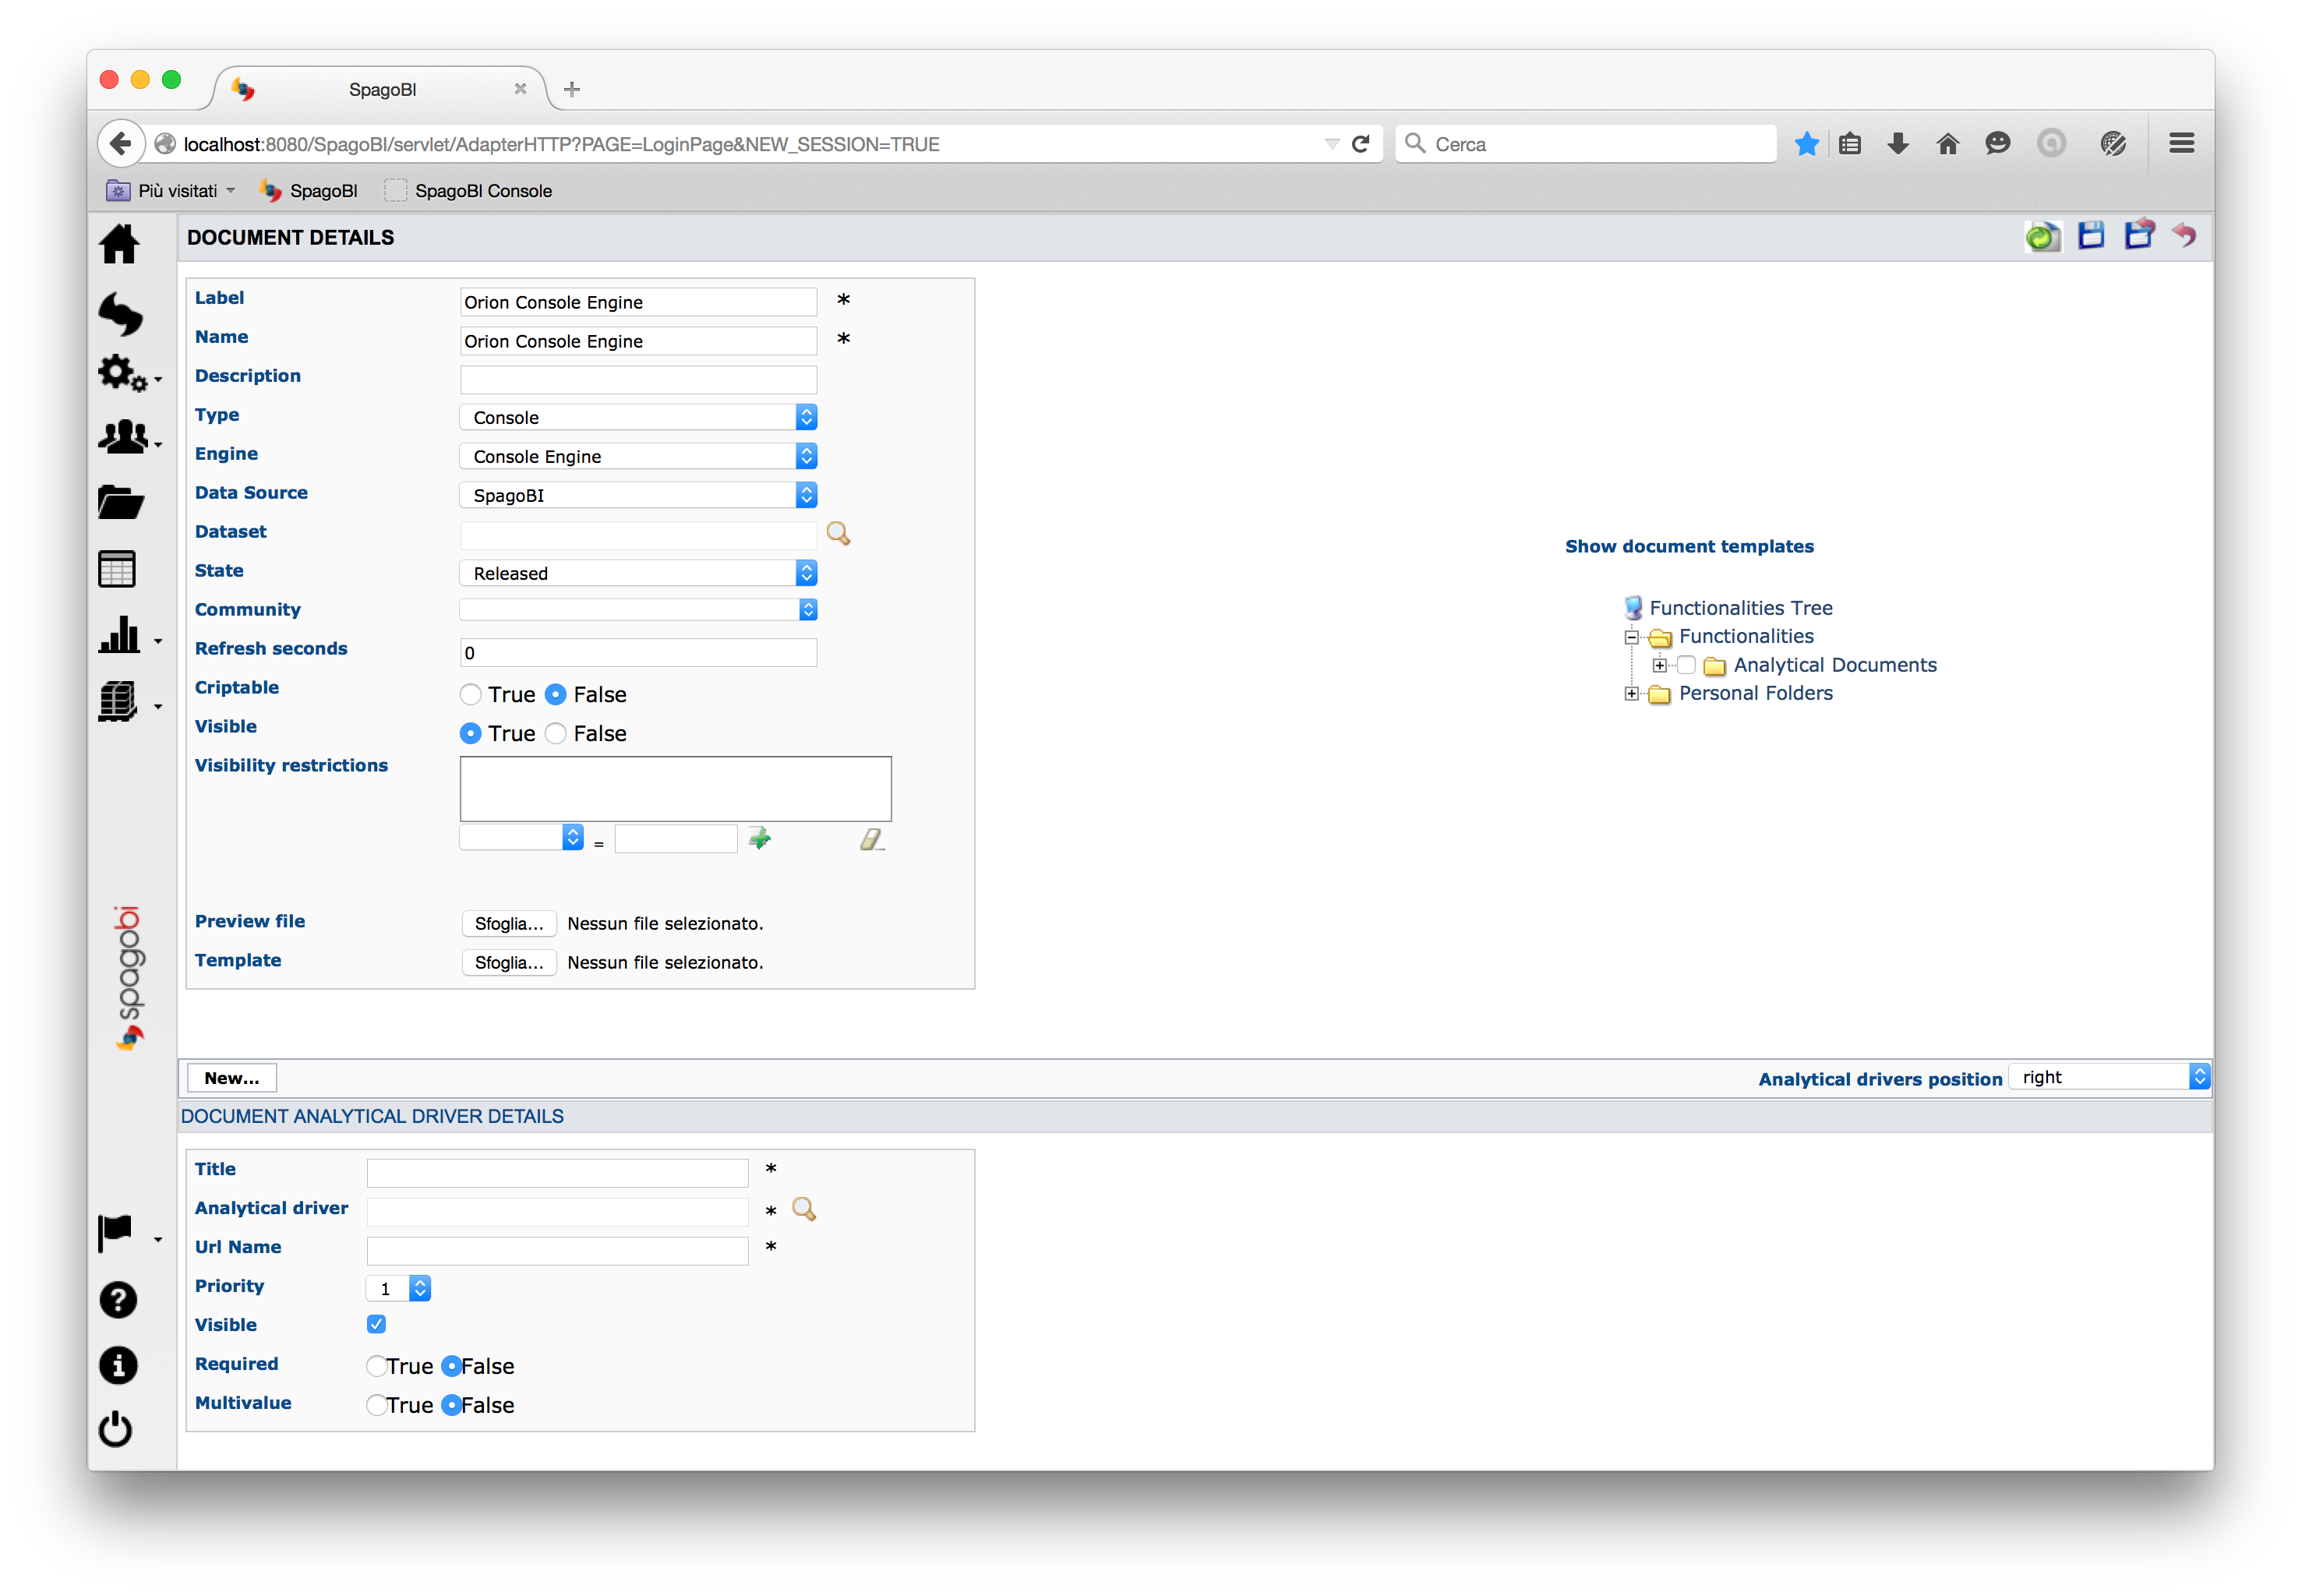 SpagoBI
localhost:8080/SpagoBI/servlet/AdapterHTTP?PAGE=LoginPage&NEW_SESSION=TRUE
Cerca
Più visitati
SpagoBI
SpagoBI Console
DOCUMENT DETAILS
Label
Orion Console Engine
*
Name
Orion Console Engine
*
Description
Type
Console
Engine
Console Engine
Data Source
SpagoBI
Dataset
State
Released
Community
Refresh seconds
0
Criptable
True False
Visible
True False
Visibility restrictions
=
Preview file
Sfoglia... Nessun file selezionato.
Template
Sfoglia... Nessun file selezionato.
Show document templates
Functionalities Tree
Functionalities
Analytical Documents
Personal Folders
spagobi
New...
Analytical drivers position right
DOCUMENT ANALYTICAL DRIVER DETAILS
Title
*
Analytical driver
*
Url Name
*
Priority
1
Visible
Required
True False
Multivalue
True False